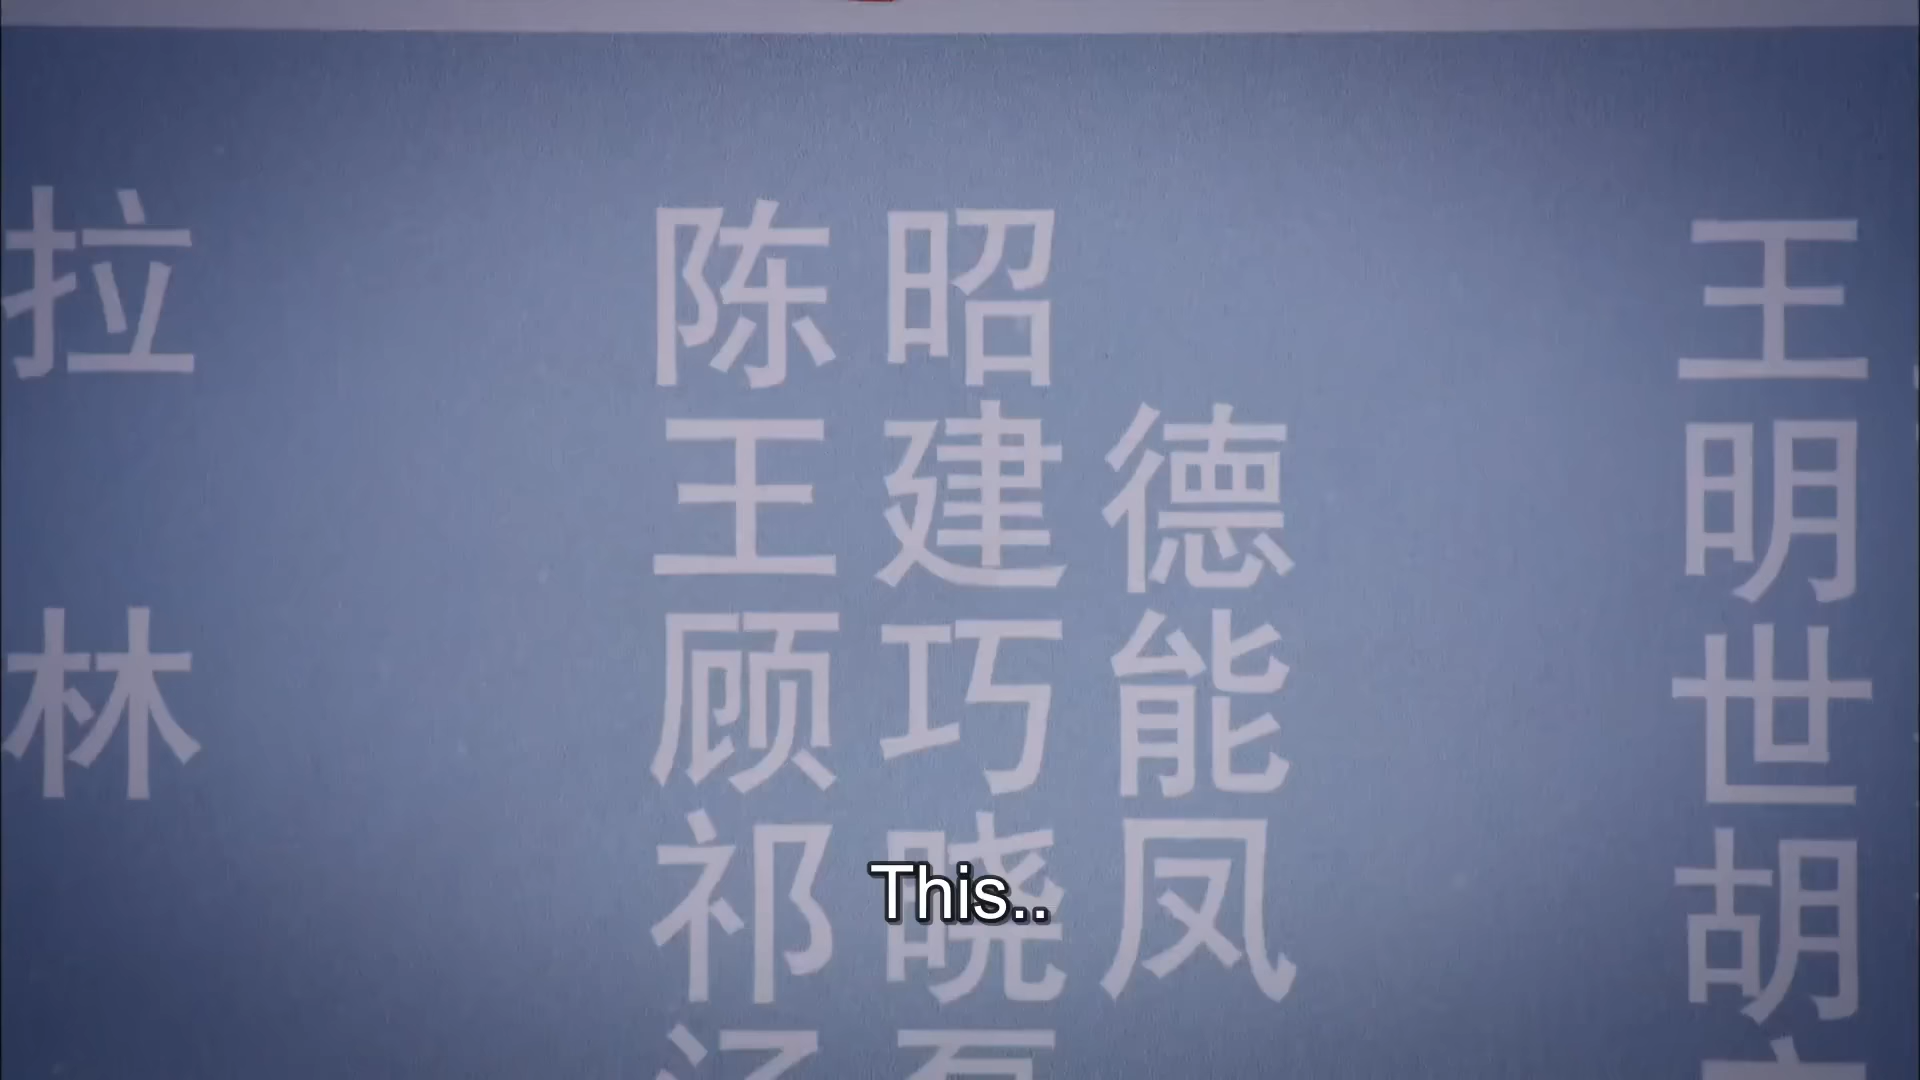 拉 陈昭 王
王建德 明
林 顾巧能 世
祁晓凤 胡
This..